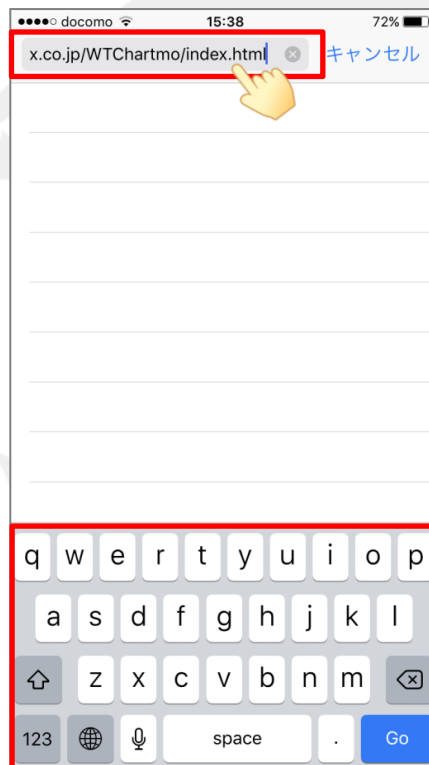 docomo 15:38 72%
x.co.jp/WTChartmo/index.html キャンセル
q w e r t y u i o p
a s d f g h j k l
z x c v b n m
123 space . Go